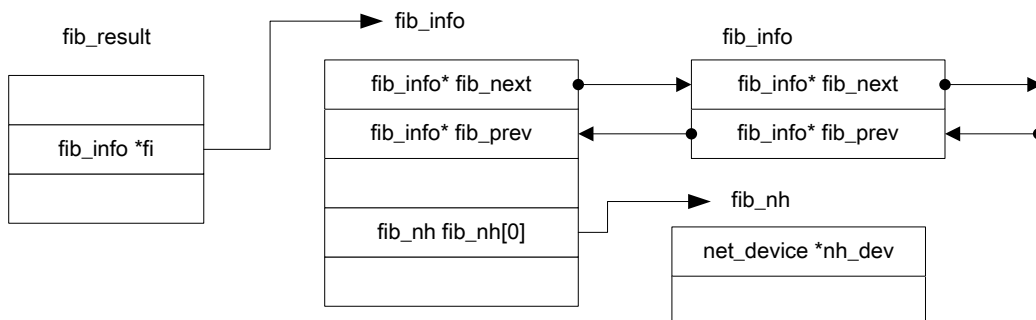 fib_result
fib_info *fi
fib_info
fib_info* fib_next
fib_info* fib_prev
fib_nh fib_nh[0]
fib_info
fib_info* fib_next
fib_info* fib_prev
fib_nh
net_device *nh_dev